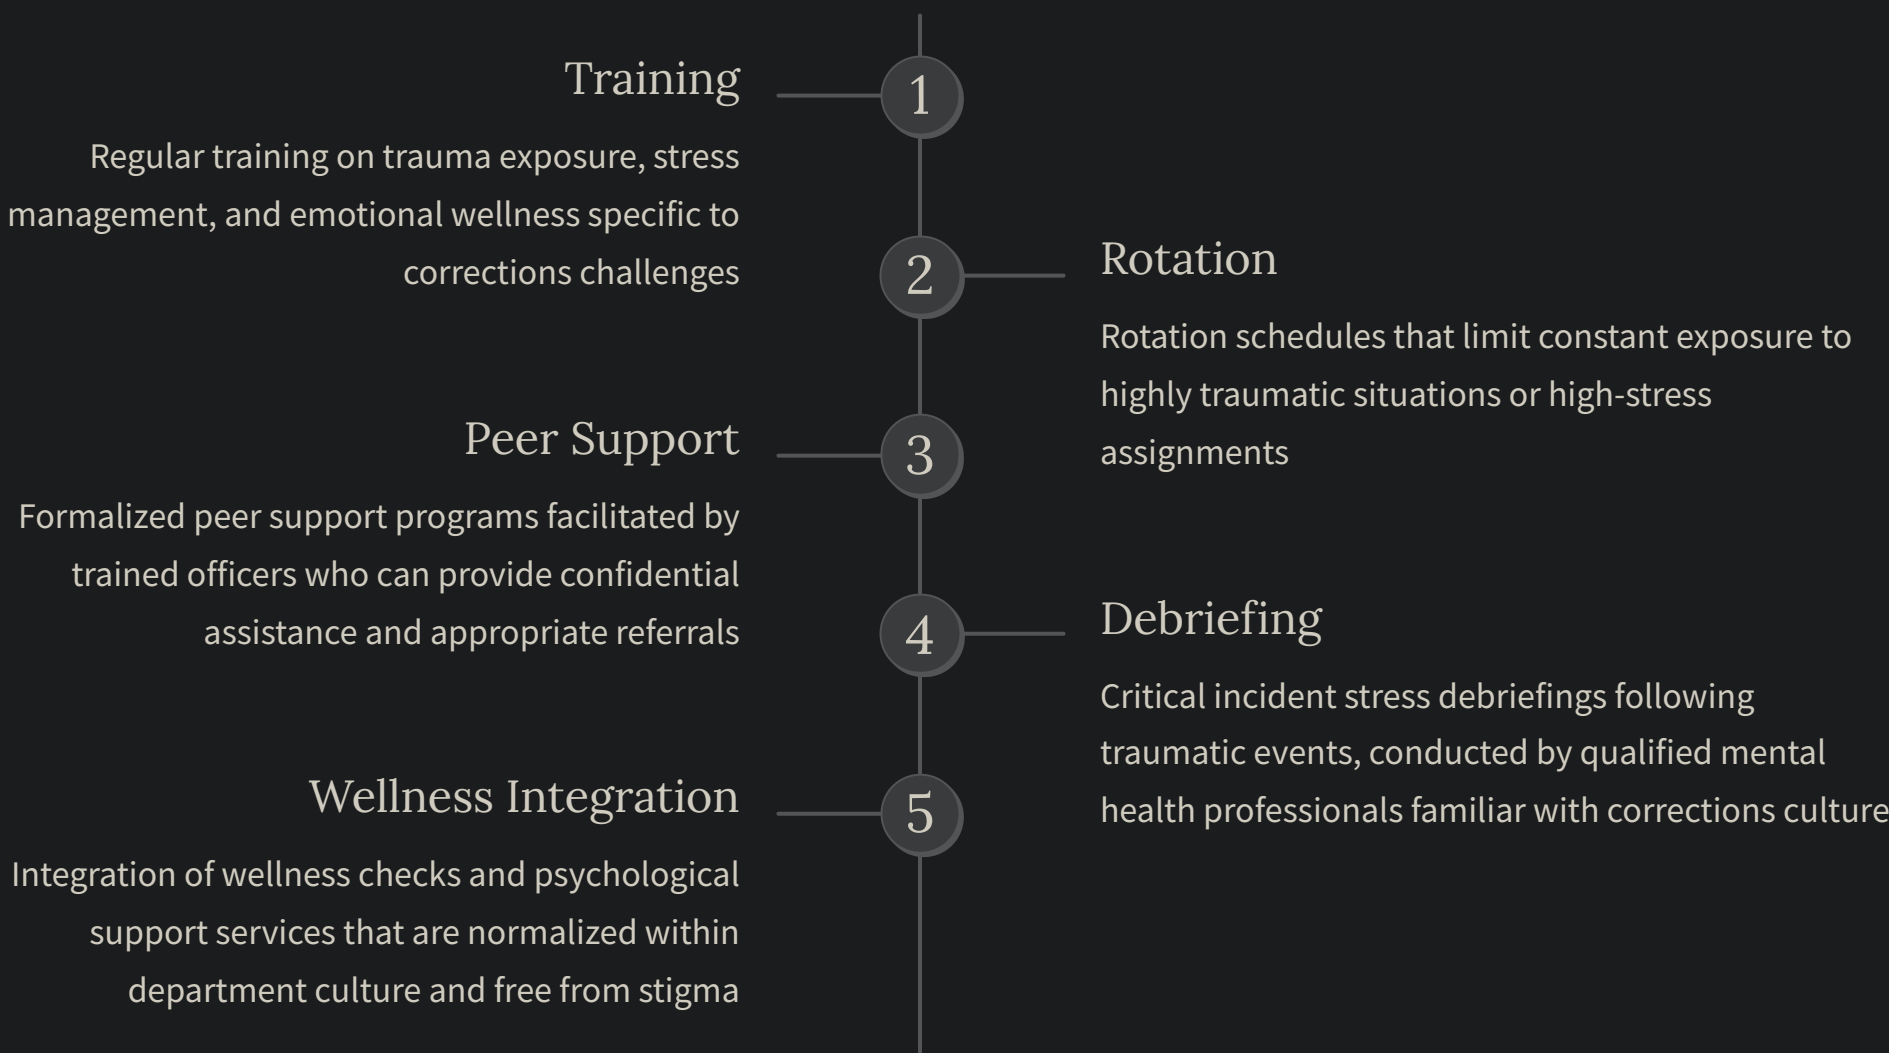 Training
1
Regular training on trauma exposure, stress
management, and emotional wellness specific to
corrections challenges
2
Rotation
Rotation schedules that limit constant exposure to
highly traumatic situations or high-stress
assignments
Peer Support
3
Formalized peer support programs facilitated by
trained officers who can provide confidential
assistance and appropriate referrals
4
Debriefing
Critical incident stress debriefings following
traumatic events, conducted by qualified mental
health professionals familiar with corrections culture
Wellness Integration
5
Integration of wellness checks and psychological
support services that are normalized within
department culture and free from stigma